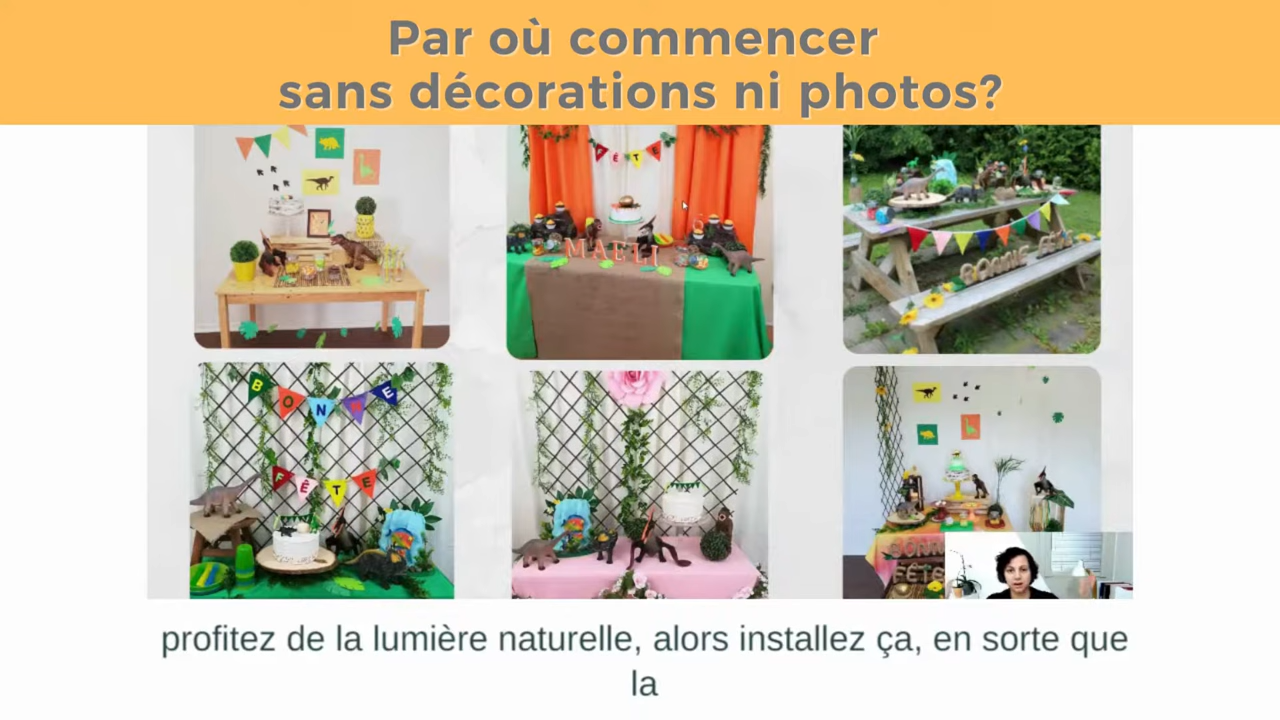 Par où commencer
sans décorations ni photos?
FÊTE
MAELI
BONNE
FÊTE
profitez de la lumière naturelle, alors installez ça, en sorte que
la